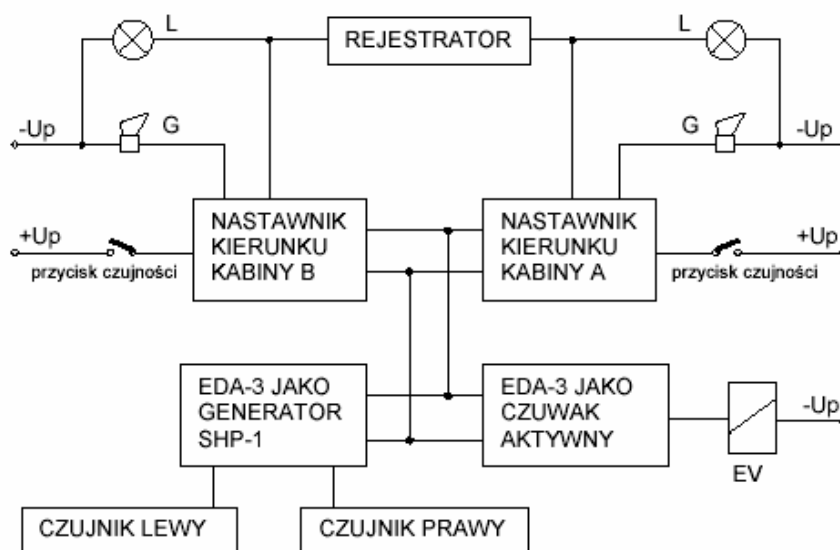 L
REJESTRATOR
L
-Up
G
G
-Up
+Up
przycisk czujności
NASTAWNIK
KIERUNKU
KABINY B
NASTAWNIK
KIERUNKU
KABINY A
+Up
przycisk czujności
EDA-3 JAKO
GENERATOR
SHP-1
EDA-3 JAKO
CZUWAK
AKTYWNY
-Up
EV
CZUJNIK LEWY
CZUJNIK PRAWY